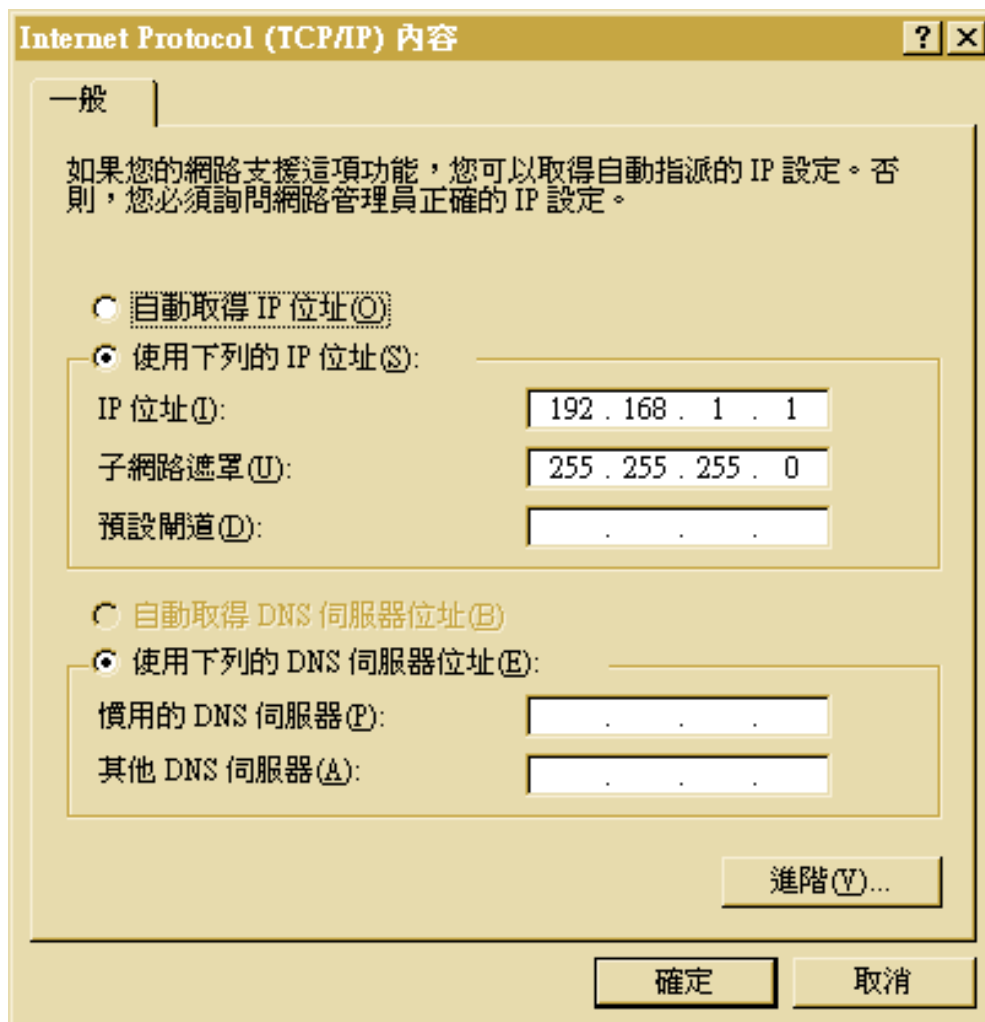 Internet Protocol (TCP/IP) 內容
一般
如果您的網路支援這項功能，您可以取得自動指派的 IP 設定。否
則，您必須詢問網路管理員正確的 IP 設定。
自動取得 IP 位址(O)
使用下列的 IP 位址(S):
IP 位址(I): 192 . 168 . 1 . 1
子網路遮罩(U): 255 . 255 . 255 . 0
預設閘道(D): . . .
自動取得 DNS 伺服器位址(B)
使用下列的 DNS 伺服器位址(E):
慣用的 DNS 伺服器(P): . . .
其他 DNS 伺服器(A): . . .
進階(V)...
確定 取消